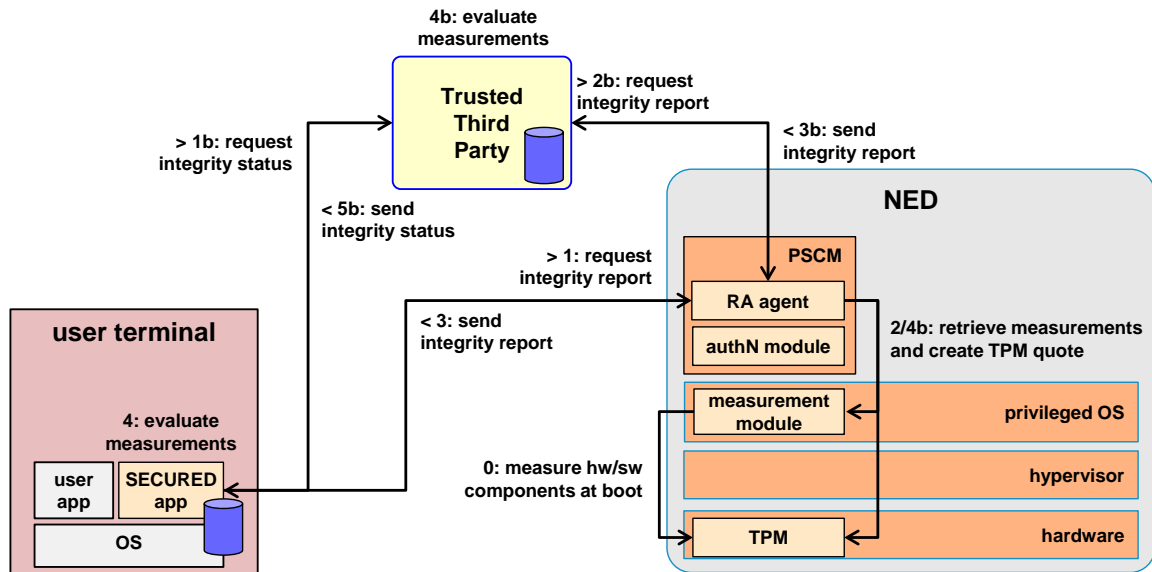 4b: evaluate
measurements
Trusted
Third
Party
> 2b: request
integrity report
> 1b: request
integrity status
< 3b: send
integrity report
< 5b: send
integrity status
NED
> 1: request
integrity report
PSCM
RA agent
authN module
2/4b: retrieve measurements
and create TPM quote
< 3: send
integrity report
user terminal
measurement
module
privileged OS
4: evaluate
measurements
0: measure hw/sw
components at boot
user
app
SECURED
app
hypervisor
OS
TPM
hardware